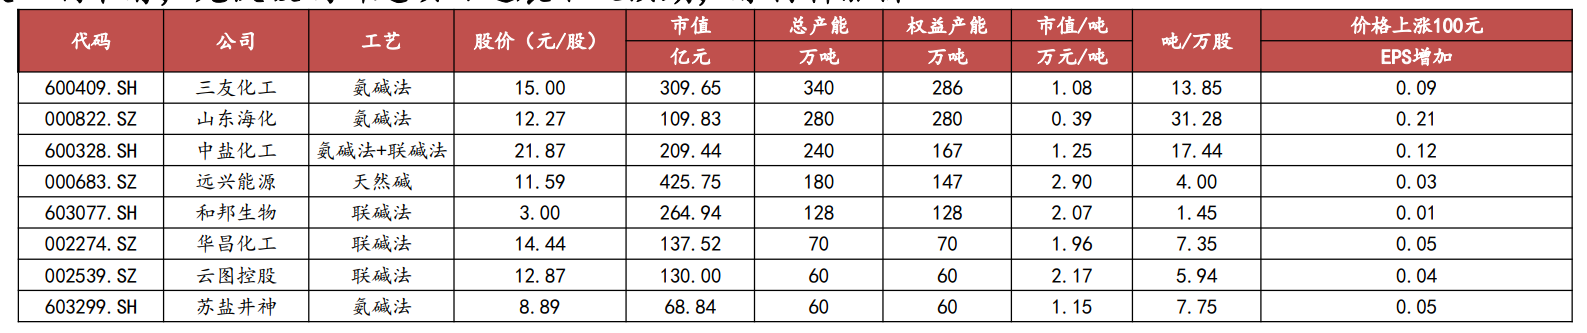 代码 公司 工艺 股价（元/股） 市值 总产能 权益产能 市值/吨 吨/万股 价格上涨100元
亿元 万吨 万吨 万元/吨 EPS增加
600409.SH 三友化工 氨碱法 15.00 309.65 340 286 1.08 13.85 0.09
000822.SZ 山东海化 氨碱法 12.27 109.83 280 280 0.39 31.28 0.21
600328.SH 中盐化工 氨碱法+联碱法 21.87 209.44 240 167 1.25 17.44 0.12
000683.SZ 远兴能源 天然碱 11.59 425.75 180 147 2.90 4.00 0.03
603077.SH 和邦生物 联碱法 3.00 264.94 128 128 2.07 1.45 0.01
002274.SZ 华昌化工 联碱法 14.44 137.52 70 70 1.96 7.35 0.05
002539.SZ 云图控股 联碱法 12.87 130.00 60 60 2.17 5.94 0.04
603299.SH 苏盐井神 氨碱法 8.89 68.84 60 60 1.15 7.75 0.05